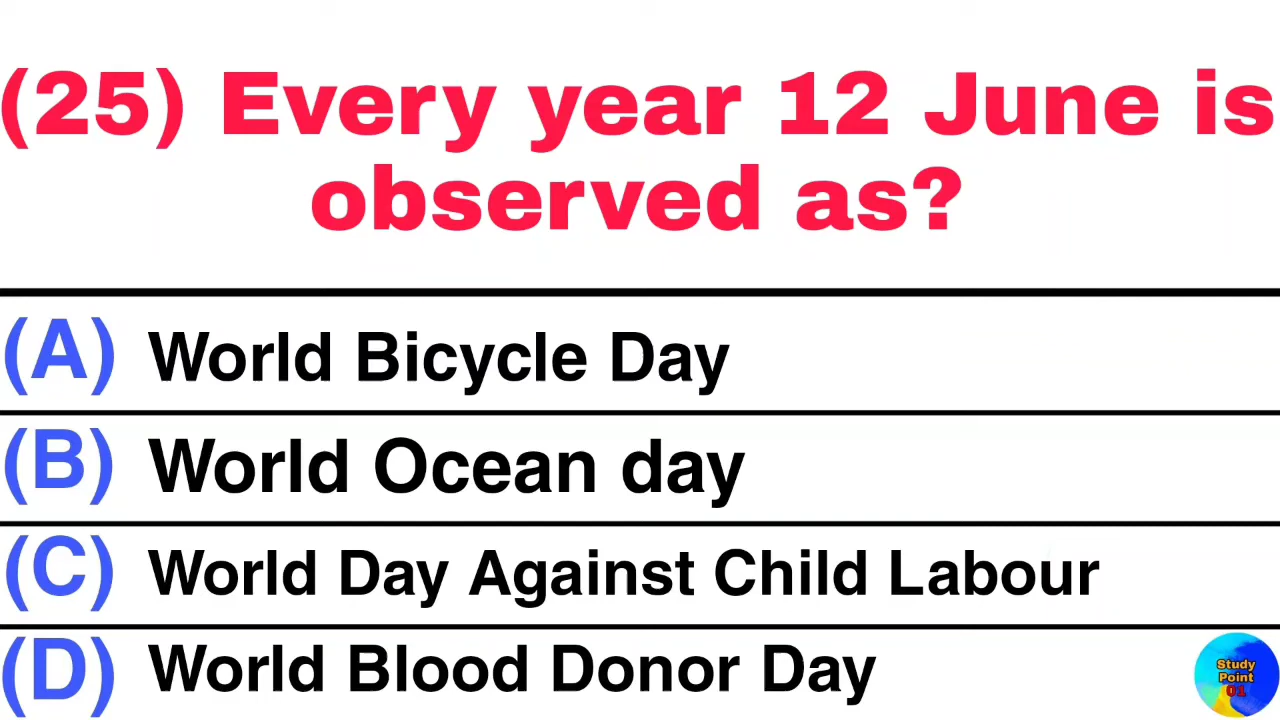 (25) Every year 12 June is
observed as?
(A) World Bicycle Day
(B) World Ocean day
(C) World Day Against Child Labour
(D) World Blood Donor Day
Study
Point
01